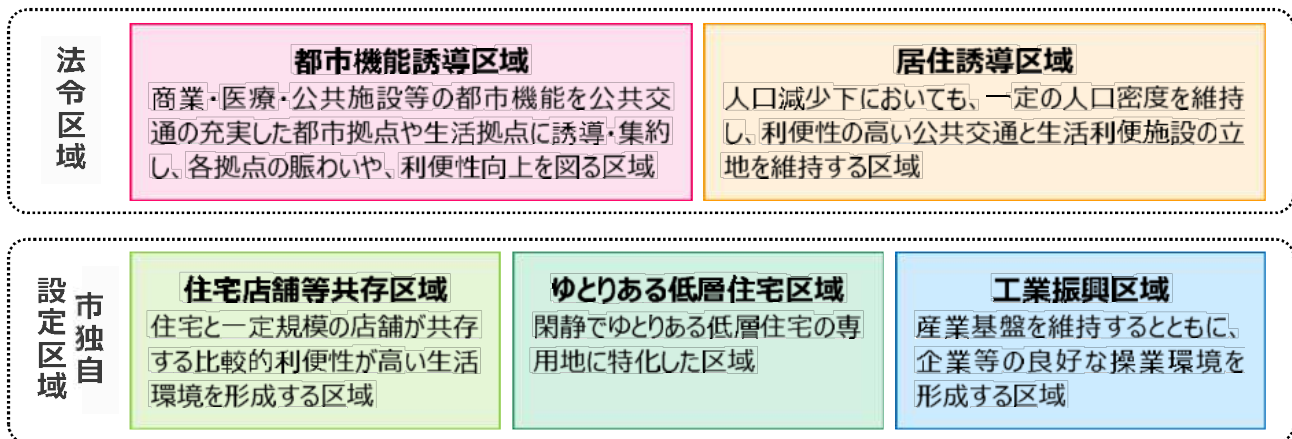 法令区域
都市機能誘導区域
商業・医療・公共施設等の都市機能を公共交
通の充実した都市拠点や生活拠点に誘導・集約
し、各拠点の賑わいや、利便性向上を図る区域
居住誘導区域
人口減少下においても、一定の人口密度を維持
し、利便性の高い公共交通と生活利便施設の立
地を維持する区域
市独自
設定区域
住宅店舗等共存区域
住宅と一定規模の店舗が共存
する比較的利便性が高い生活
環境を形成する区域
ゆとりある低層住宅区域
閑静でゆとりある低層住宅の専
用地に特化した区域
工業振興区域
産業基盤を維持するとともに、
企業等の良好な操業環境を
形成する区域